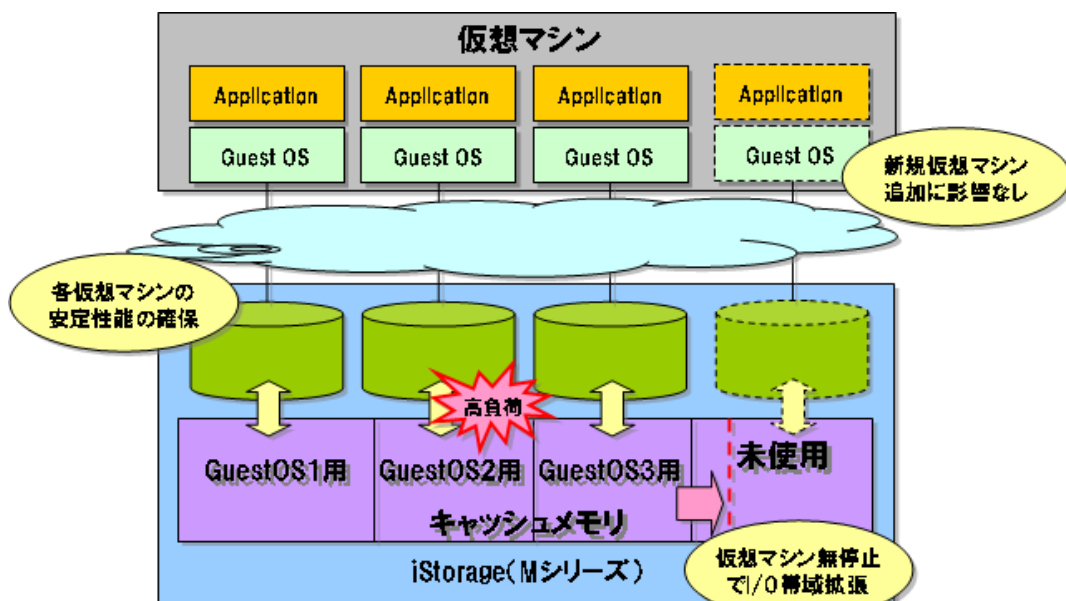 仮想マシン
Application
Application
Application
Application
Guest OS
Guest OS
Guest OS
Guest OS
新規仮想マシン
追加に影響なし
各仮想マシンの
安定性能の確保
高負荷
GuestOS1用
GuestOS2用
GuestOS3用
未使用
キャッシュメモリ
仮想マシン無停止
でI/O帯域拡張
iStorage(Mシリーズ)